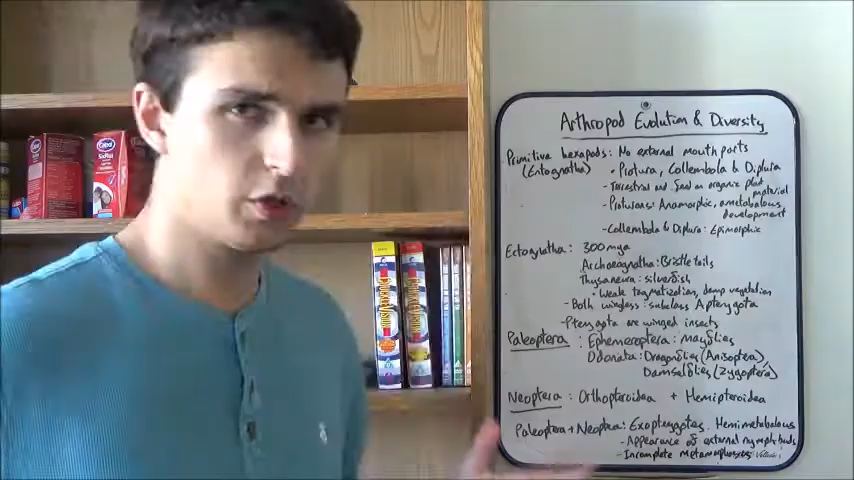 Arthropod Evolution & Diversity
Primitive hexapods: No external mouth parts
(Entognatha) • Protura, Collembola & Diplura
- Terrestrial and feed on organic plant material
• Proturans: Anamorphic, ametabolous development
- Collembola & Diplura: Epimorphic
Ectognatha: 300mya
Archaeognatha: Bristletails
Thysanura: silverfish
• Weak tagmatization, damp vegetation
- Both wingless: subclass Apterygota
- Pterygota are winged insects
Paleoptera: Ephemeroptera: mayflies
Odonata: Dragonflies (Anisoptera)
Damselflies (Zygoptera)
Neoptera: Orthopteroidea + Hemipteroidea
Paleoptera + Neoptera: Exopterygotes, Hemimetabolous
- Appearance of external nymph buds
- Incomplete metamorphosis